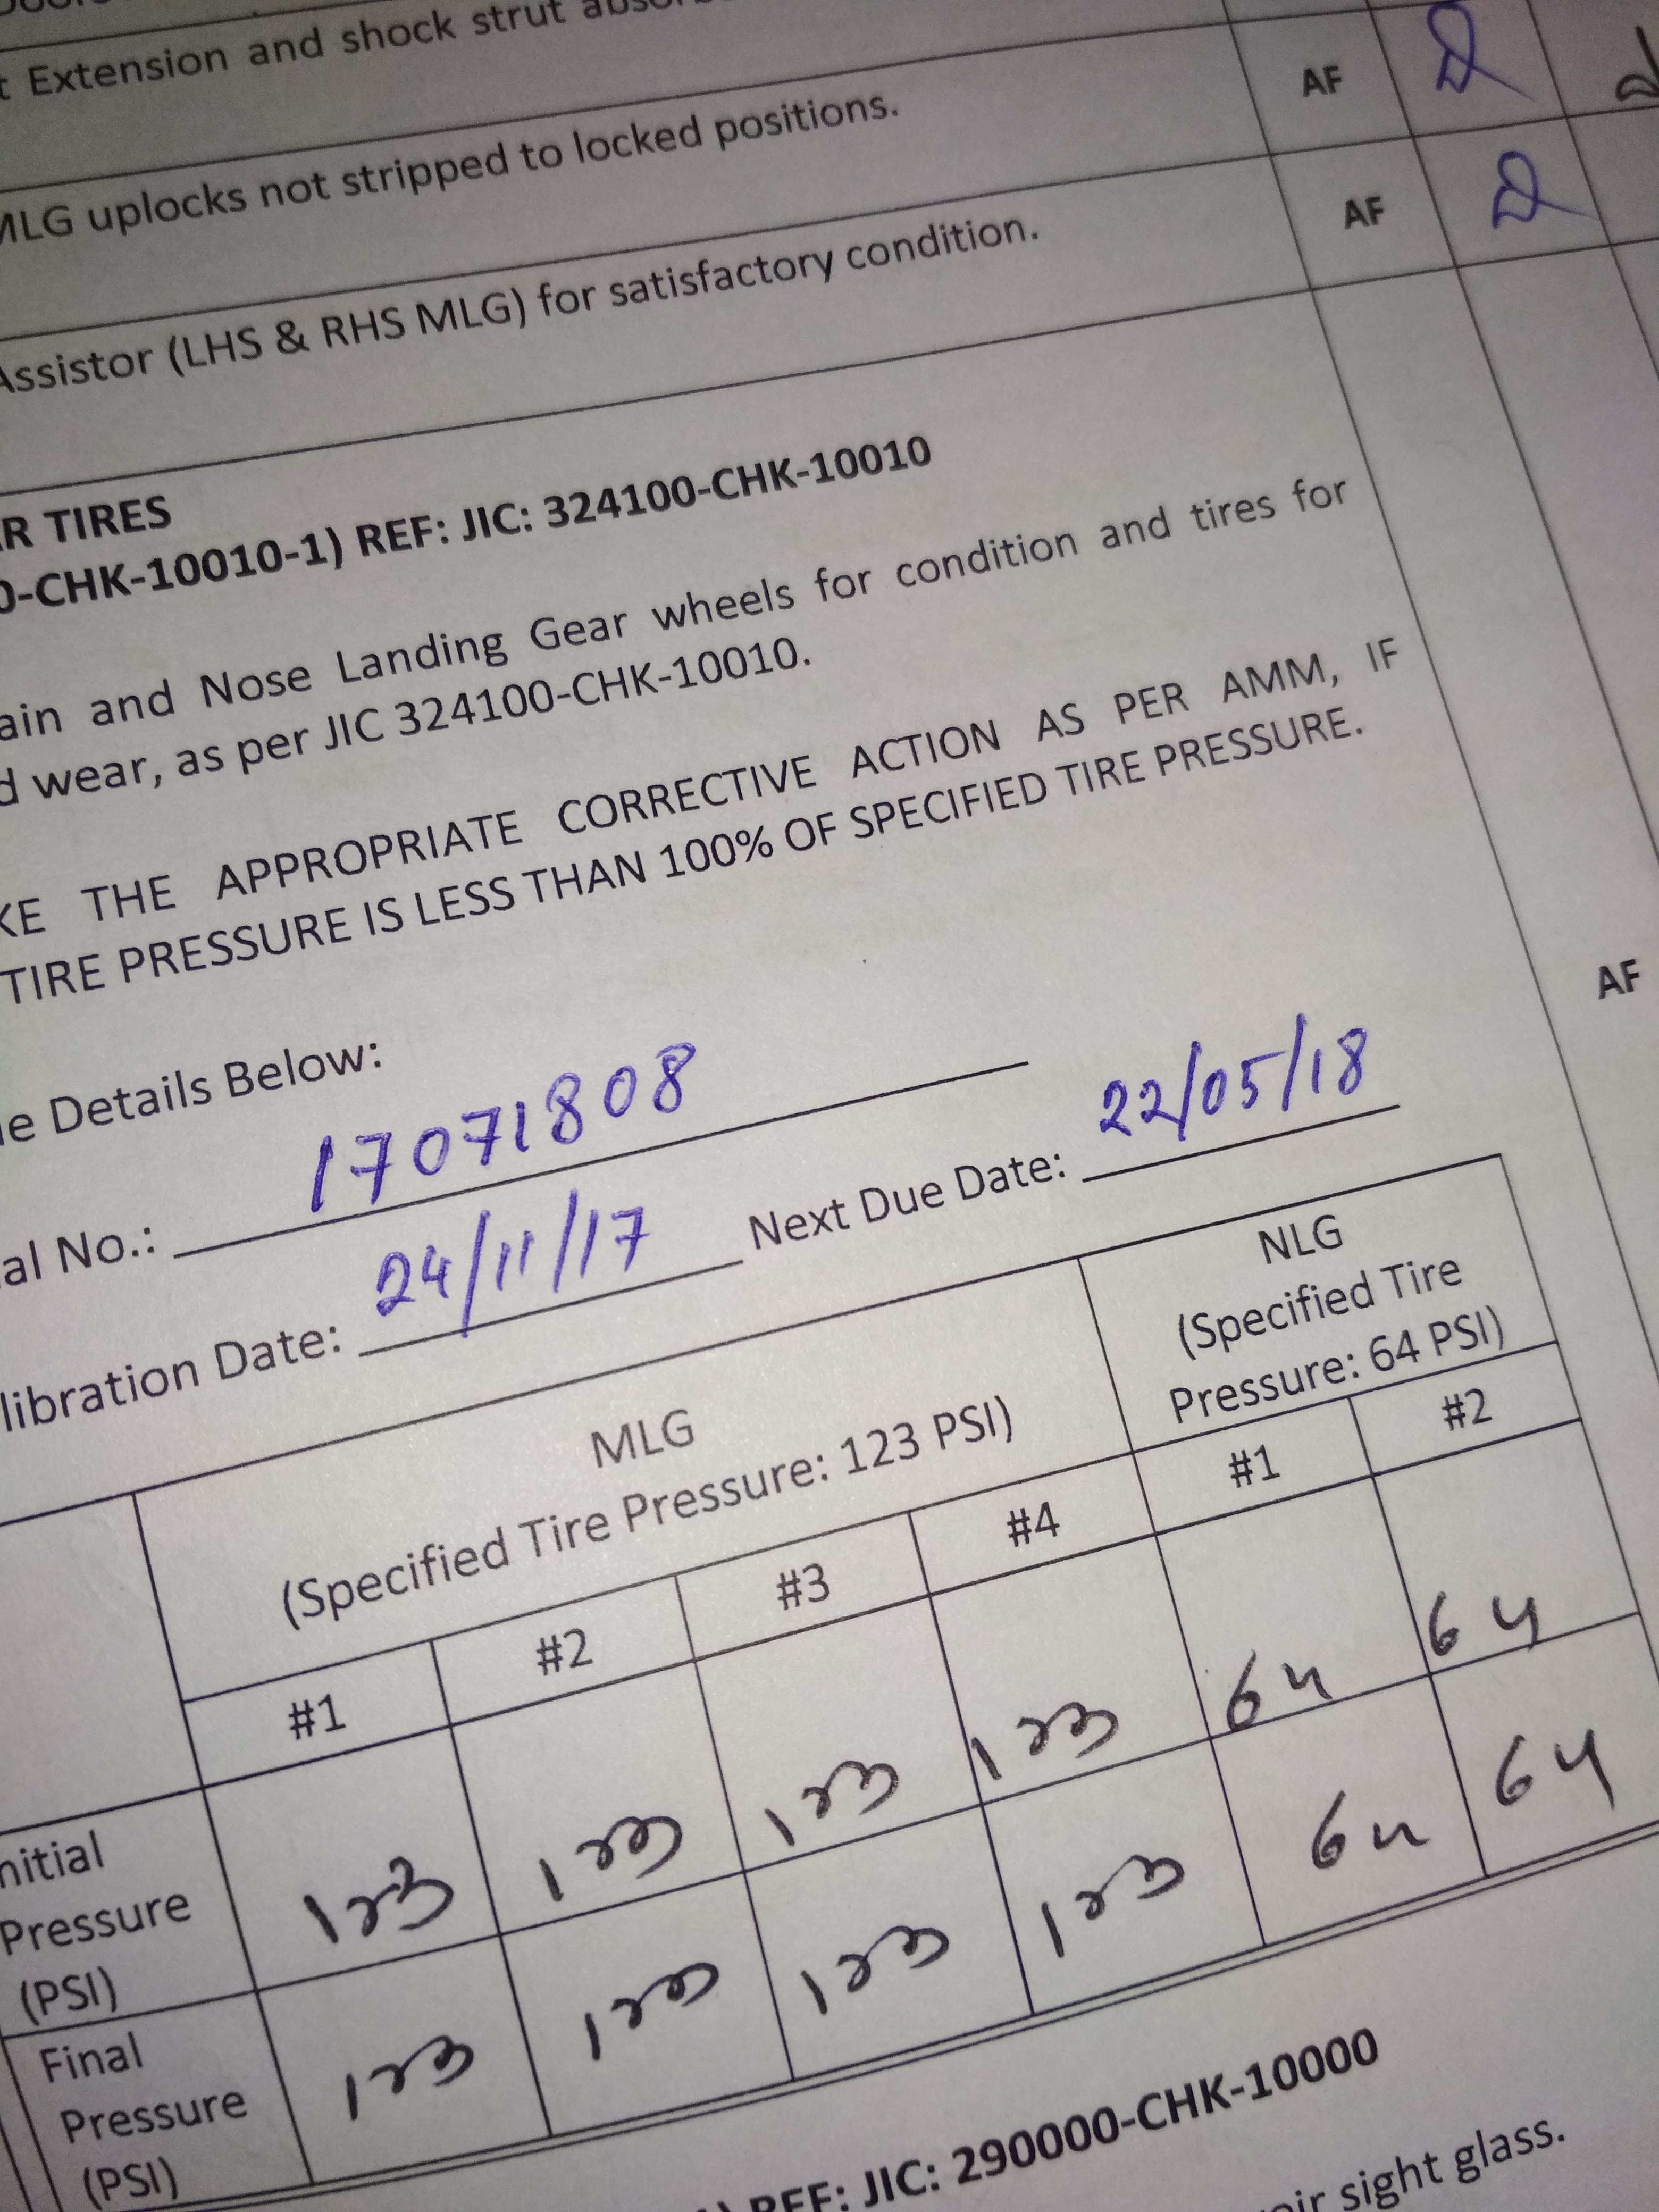 t Extension and shock strut
AF
MLG uplocks not stripped to locked positions.
AF
Assistor (LHS & RHS MLG) for satisfactory condition.
R TIRES
0-CHK-10010-1) REF: JIC: 324100-CHK-10010
ain and Nose Landing Gear wheels for condition and tires for
d wear, as per JIC 324100-CHK-10010.
KE THE APPROPRIATE CORRECTIVE ACTION AS PER AMM, IF
TIRE PRESSURE IS LESS THAN 100% OF SPECIFIED TIRE PRESSURE.
AF
e Details Below:
al No.: 17071808
libration Date: 24/11/17 Next Due Date: 22/05/18
MLG
(Specified Tire Pressure: 123 PSI)
NLG
(Specified Tire
Pressure: 64 PSI)
#1 #2 #3 #4 #1 #2
nitial
Pressure
(PSI)
123 123 123 123 64 64
Final
Pressure
(PSI)
123 123 123 123 64 64
REF: JIC: 290000-CHK-10000
oir sight glass.